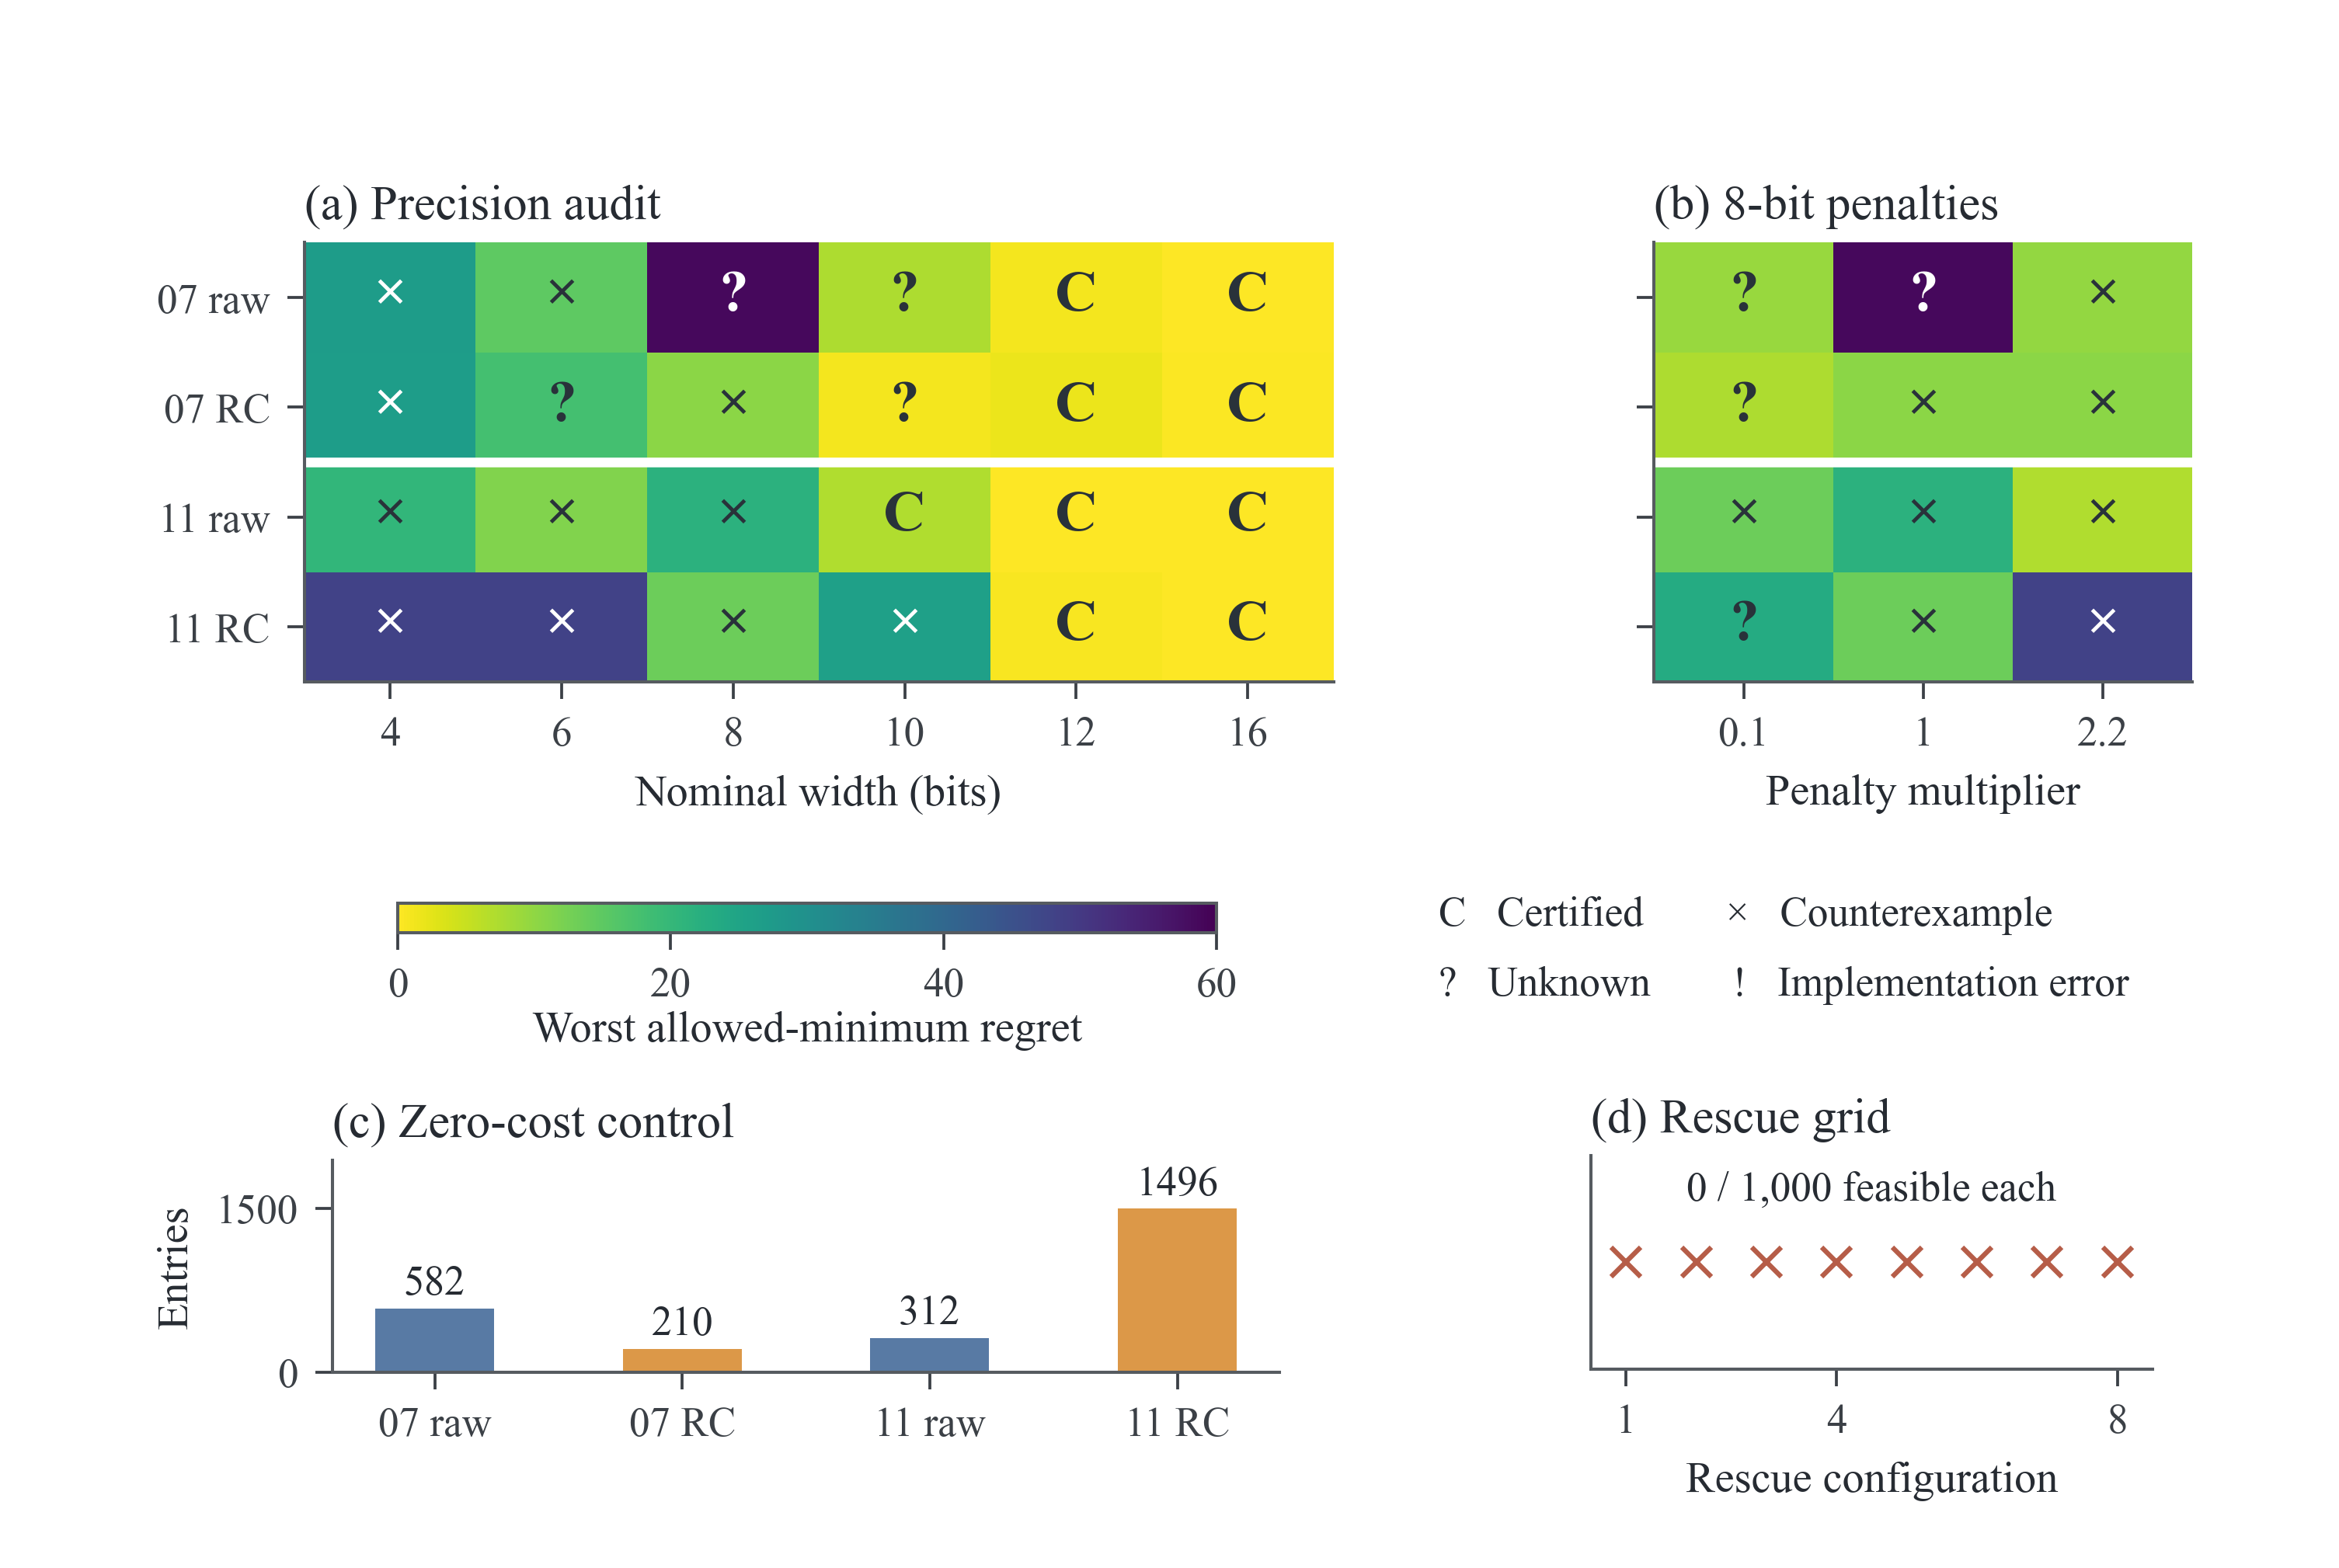 (a) Precision audit
07 raw × × ? ? C C
07 RC × ? × ? C C
11 raw × × × C C C
11 RC × × × × C C
4 6 8 10 12 16
Nominal width (bits)
(b) 8-bit penalties
? ? ×
? × ×
× × ×
? × ×
0.1 1 2.2
Penalty multiplier
0 20 40 60
Worst allowed-minimum regret
C Certified × Counterexample
? Unknown ! Implementation error
(c) Zero-cost control
Entries
1500
0
582 210 312 1496
07 raw 07 RC 11 raw 11 RC
(d) Rescue grid
0 / 1,000 feasible each
× × × × × × × ×
1 4 8
Rescue configuration